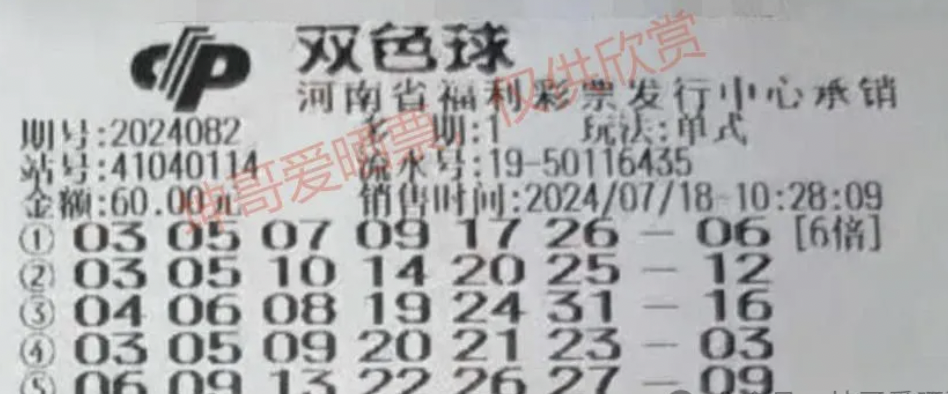 双色球
河南省福利彩票发行中心承销
期号:2024082 多 期:1 玩法:单式
站号:41040114 流水号:19-50116435
金额:60.00元 销售时间:2024/07/18-10:28:09
① 03 05 07 09 17 26 - 06 [6倍]
② 03 05 10 14 20 25 - 12
③ 04 06 08 19 24 31 - 16
④ 03 05 09 20 21 23 - 03
⑤ 06 09 13 22 26 27 - 09
哥爱晒票 仅供欣赏